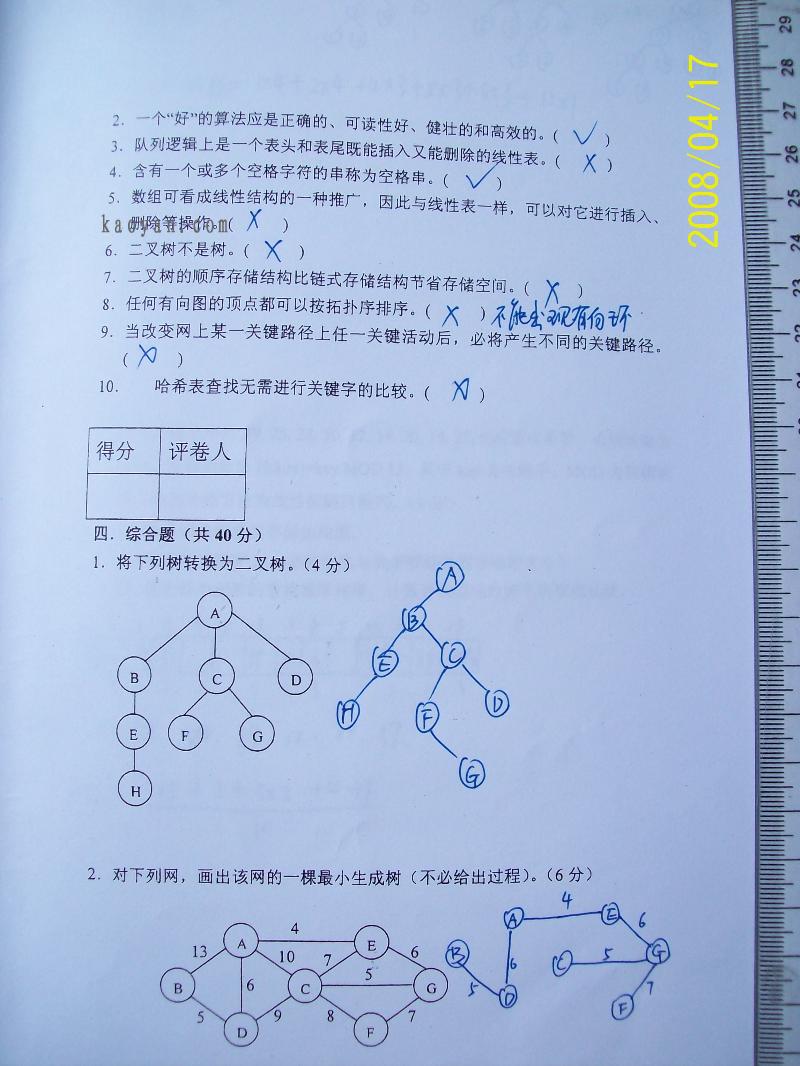 2. 一个“好”的算法应是正确的、可读性好、健壮的和高效的。( ✓ )
3. 队列逻辑上是一个表头和表尾既能插入又能删除的线性表。( X )
4. 含有一个或多个空格字符的串称为空格串。( ✓ )
5. 数组可看成线性结构的一种推广，因此与线性表一样，可以对它进行插入、
删除等操作。( X )
kaoyan.com
6. 二叉树不是树。( X )
7. 二叉树的顺序存储结构比链式存储结构节省存储空间。( X )
8. 任何有向图的顶点都可以按拓扑序排序。( X ) 不能出现有向环
9. 当改变网上某一关键路径上任一关键活动后，必将产生不同的关键路径。
( X )
10. 哈希表查找无需进行关键字的比较。( X )
得分 评卷人
四．综合题（共 40 分）
1. 将下列树转换为二叉树。（4 分）
A
B C D
E F G
H
A
B
E C
H F D
G
2. 对下列网，画出该网的一棵最小生成树（不必给出过程）。（6 分）
A 4 E
13 10 7 6
B 6 C 5 G
5 9 8 7
D F
A 4 E
B 6 C 5 6 G
5 D F 7
2008/04/17
29
28
27
26
25
24
23
22
21